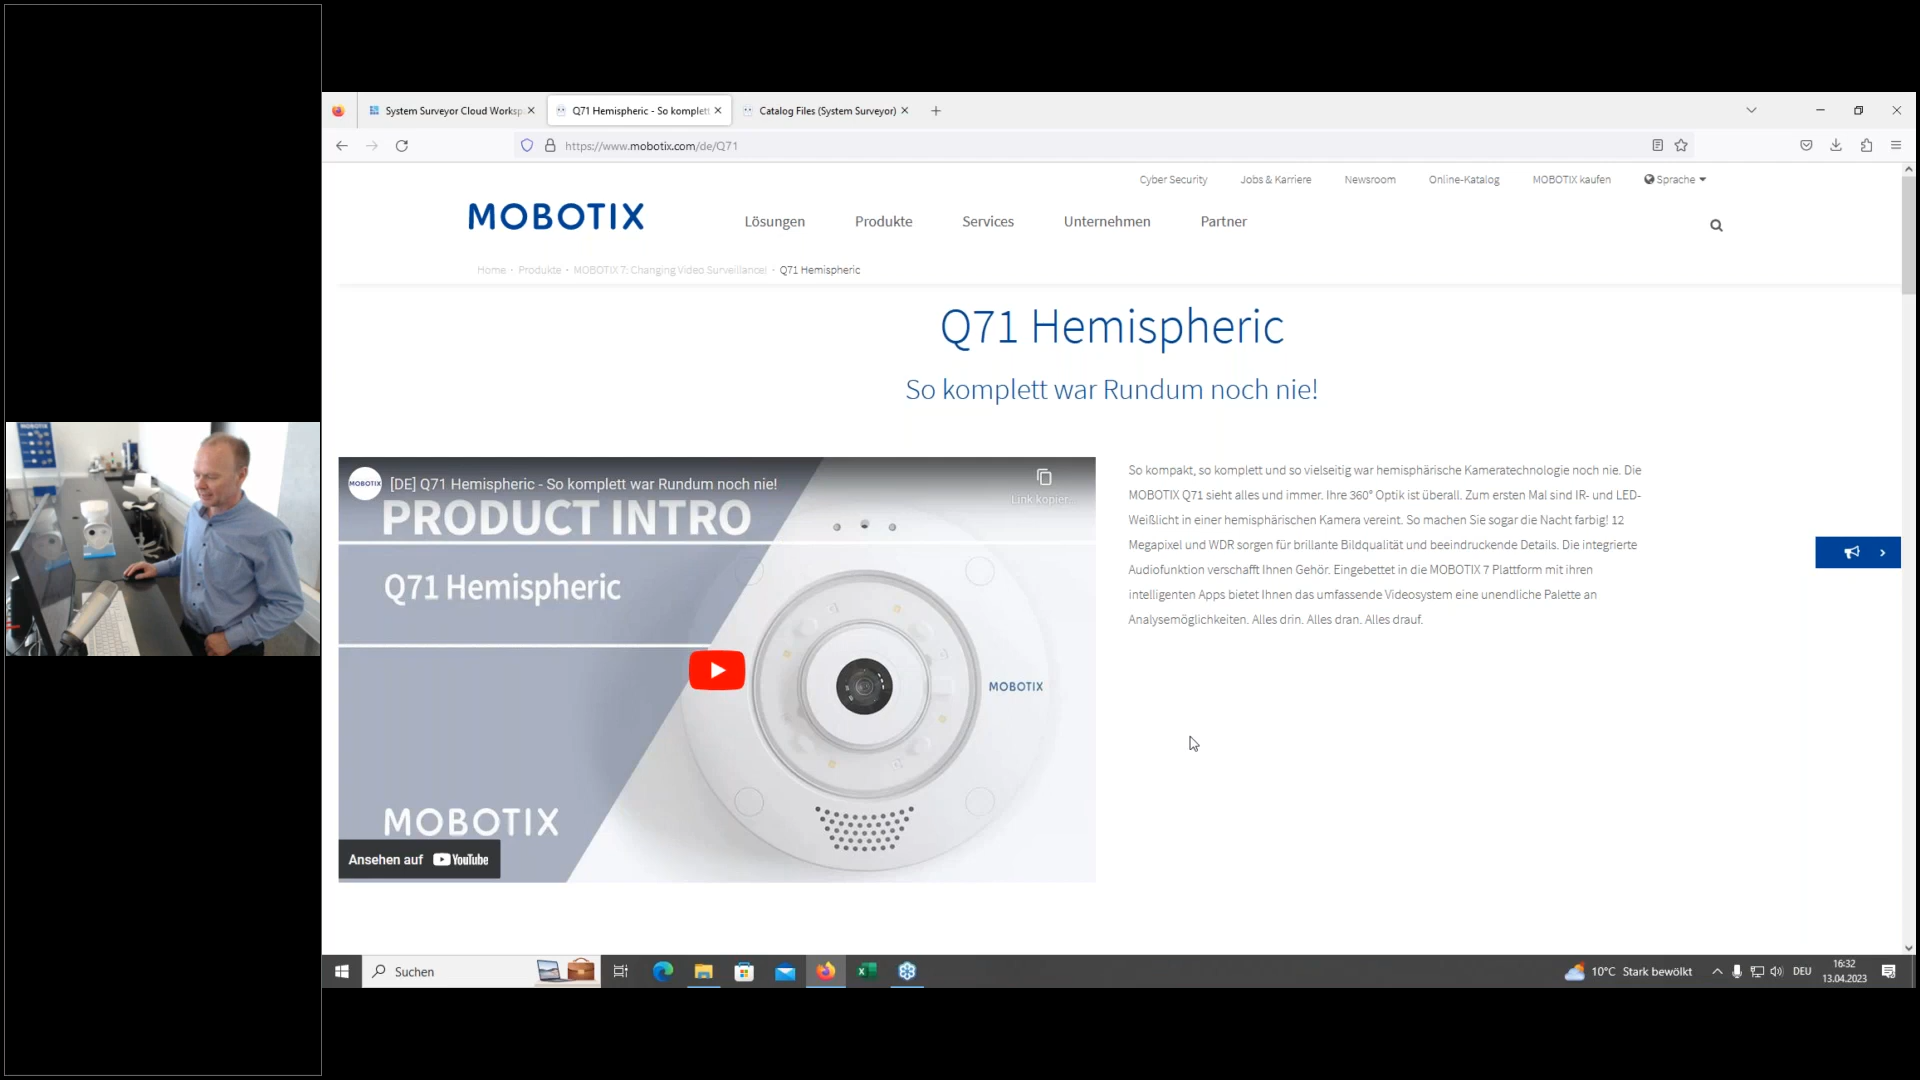 System Surveyor Cloud Worksp
Q71 Hemispheric - So komplett
Catalog Files (System Surveyor)
https://www.mobotix.com/de/Q71
Cyber Security
Jobs & Karriere
Newsroom
Online-Katalog
MOBOTIX kaufen
Sprache
MOBOTIX
Lösungen
Produkte
Services
Unternehmen
Partner
Home · Produkte · MOBOTIX 7: Changing Video Surveillance! · Q71 Hemispheric
Q71 Hemispheric
So komplett war Rundum noch nie!
MOBOTIX
[DE] Q71 Hemispheric - So komplett war Rundum noch nie!
Link kopier...
PRODUCT INTRO
Q71 Hemispheric
MOBOTIX
MOBOTIX
Ansehen auf YouTube
So kompakt, so komplett und so vielseitig war hemisphärische Kameratechnologie noch nie. Die
MOBOTIX Q71 sieht alles und immer. Ihre 360° Optik ist überall. Zum ersten Mal sind IR- und LED-
Weißlicht in einer hemisphärischen Kamera vereint. So machen Sie sogar die Nacht farbig! 12
Megapixel und WDR sorgen für brillante Bildqualität und beeindruckende Details. Die integrierte
Audiofunktion verschafft Ihnen Gehör. Eingebettet in die MOBOTIX 7 Plattform mit ihren
intelligenten Apps bietet Ihnen das umfassende Videosystem eine unendliche Palette an
Analysemöglichkeiten. Alles drin. Alles dran. Alles drauf.
MOBOTIX
Suchen
10°C Stark bewölkt
DEU
16:32
13.04.2023